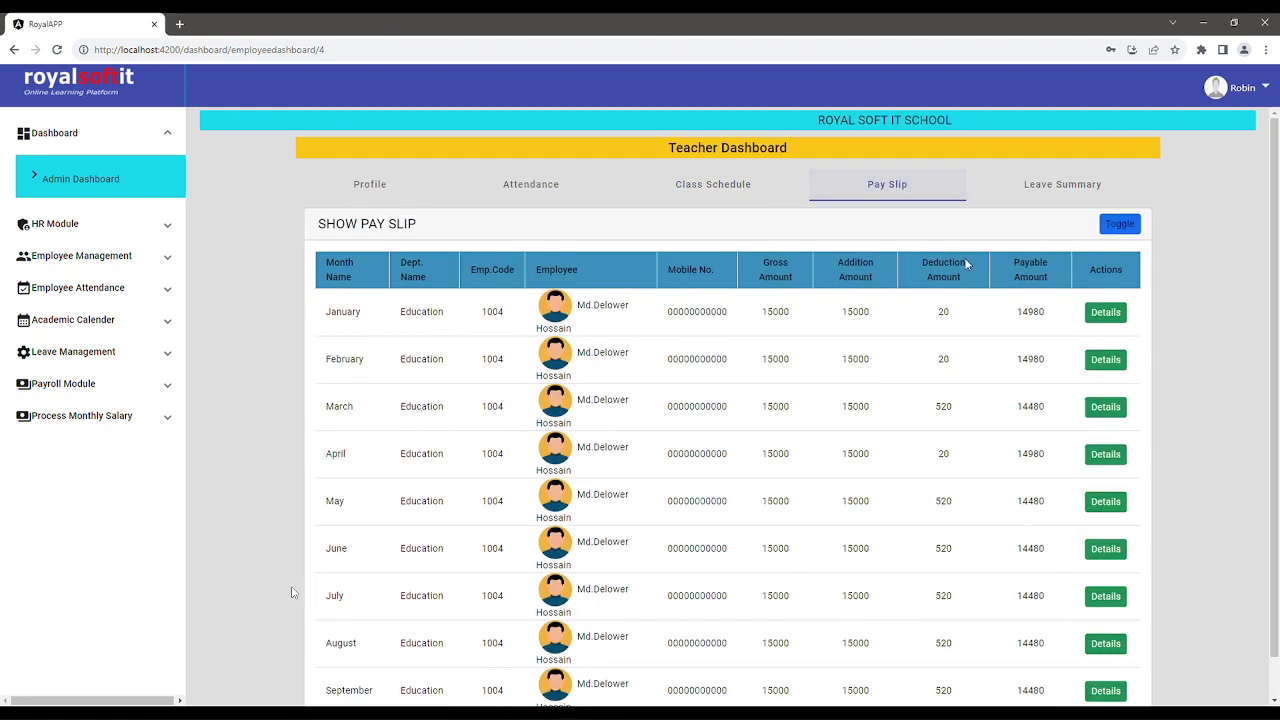 RoyalAPP
http://localhost:4200/dashboard/employeedashboard/4
royalsoftit
Online Learning Platform
Robin
Dashboard
Admin Dashboard
HR Module
Employee Management
Employee Attendance
Academic Calender
Leave Management
Payroll Module
Process Monthly Salary
ROYAL SOFT IT SCHOOL
Teacher Dashboard
Profile Attendance Class Schedule Pay Slip Leave Summary
SHOW PAY SLIP Toggle
Month Name Dept. Name Emp.Code Employee Mobile No. Gross Amount Addition Amount Deduction Amount Payable Amount Actions
January Education 1004 Md.Delower Hossain 00000000000 15000 15000 20 14980 Details
February Education 1004 Md.Delower Hossain 00000000000 15000 15000 20 14980 Details
March Education 1004 Md.Delower Hossain 00000000000 15000 15000 520 14480 Details
April Education 1004 Md.Delower Hossain 00000000000 15000 15000 20 14980 Details
May Education 1004 Md.Delower Hossain 00000000000 15000 15000 520 14480 Details
June Education 1004 Md.Delower Hossain 00000000000 15000 15000 520 14480 Details
July Education 1004 Md.Delower Hossain 00000000000 15000 15000 520 14480 Details
August Education 1004 Md.Delower Hossain 00000000000 15000 15000 520 14480 Details
September Education 1004 Md.Delower 00000000000 15000 15000 520 14480 Details